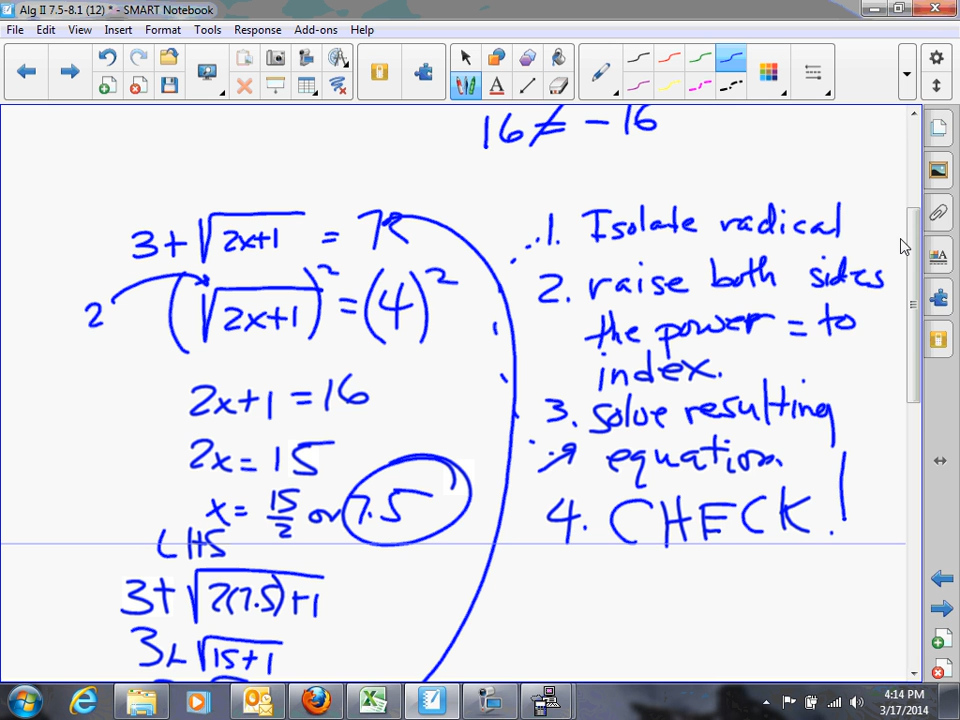 Alg II 7.5-8.1 (12) * - SMART Notebook
File Edit View Insert Format Tools Response Add-ons Help
16 ≠ - 16
3 + √(2x+1) = 7
2 (√(2x+1))² = (4)²
2x+1 = 16
2x = 15
x = 15/2 or 7.5
LHS
3 + √(2(7.5)+1)
3 + √(15+1)
1. Isolate radical
2. raise both sides
the power = to
index.
3. solve resulting
equation.
4. CHECK!
4:14 PM
3/17/2014